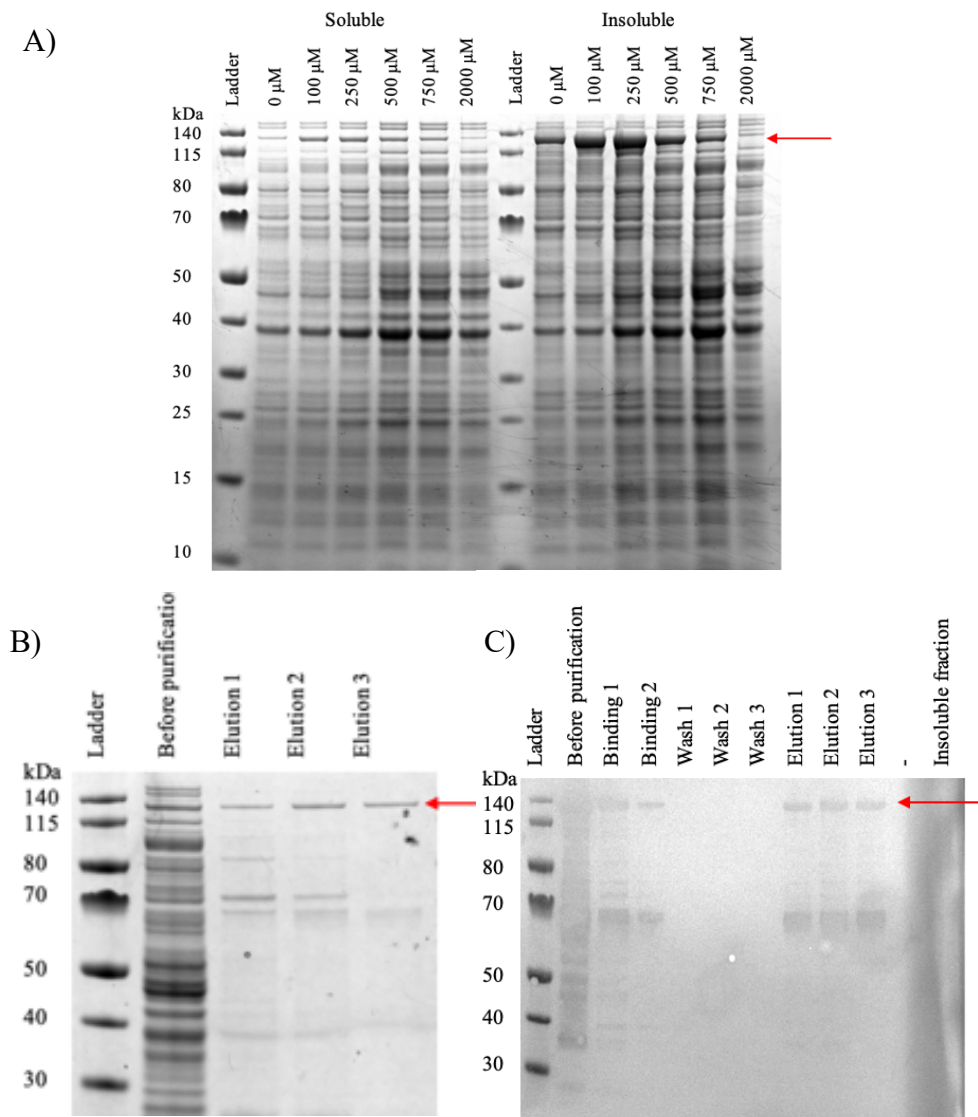 A)
Soluble
Insoluble
Ladder
0 µM
100 µM
250 µM
500 µM
750 µM
2000 µM
Ladder
0 µM
100 µM
250 µM
500 µM
750 µM
2000 µM
kDa
140
115
80
70
50
40
30
25
15
10
B)
Ladder
Before purificatio
Elution 1
Elution 2
Elution 3
kDa
140
115
80
70
50
40
30
C)
Ladder
Before purification
Binding 1
Binding 2
Wash 1
Wash 2
Wash 3
Elution 1
Elution 2
Elution 3
-
Insoluble fraction
kDa
140
115
80
70
50
40
30